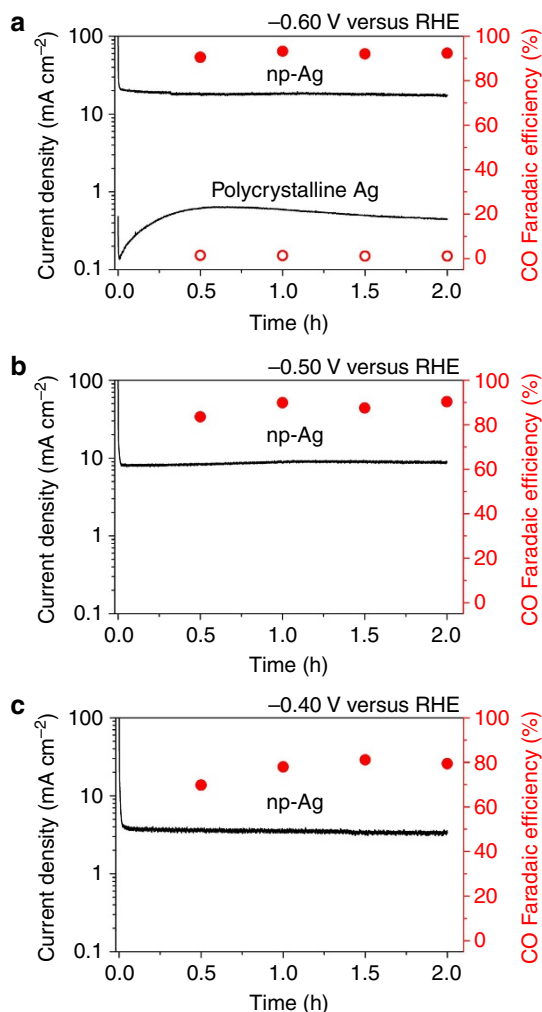 a
–0.60 V versus RHE
Current density (mA cm–2)
100
10
1
0.1
np-Ag
Polycrystalline Ag
100
80
60
40
20
0
CO Faradaic efficiency (%)
0.0 0.5 1.0 1.5 2.0
Time (h)
b
–0.50 V versus RHE
Current density (mA cm–2)
100
10
1
0.1
np-Ag
100
80
60
40
20
0
CO Faradaic efficiency (%)
0.0 0.5 1.0 1.5 2.0
Time (h)
c
–0.40 V versus RHE
Current density (mA cm–2)
100
10
1
0.1
np-Ag
100
80
60
40
20
0
CO Faradaic efficiency (%)
0.0 0.5 1.0 1.5 2.0
Time (h)